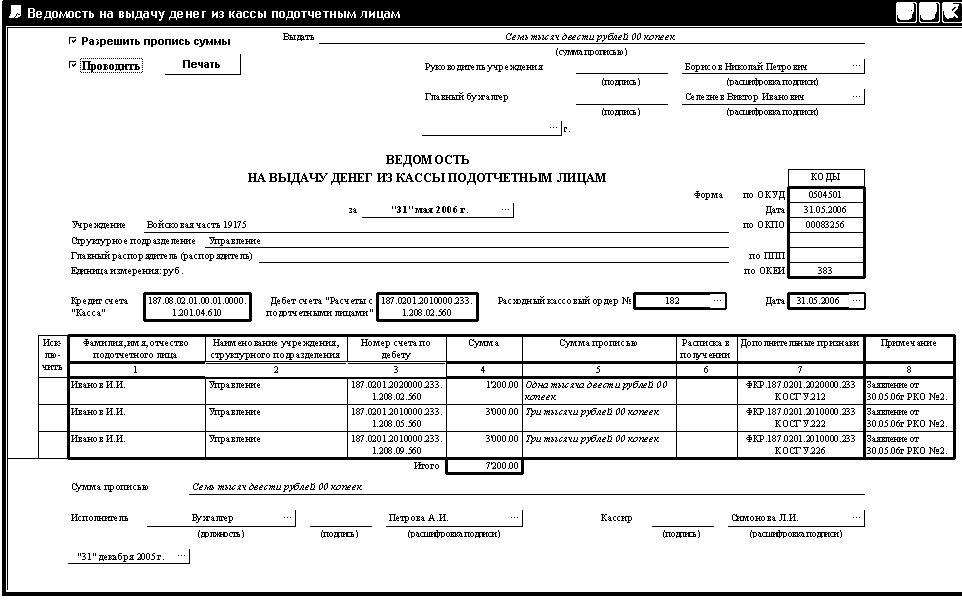 Ведомость на выдачу денег из кассы подотчетным лицам
Разрешить пропись суммы
Выдать Семь тысяч двести рублей 00 копеек
(сумма прописью)
Проводить Печать
Руководитель учреждения Борисов Николай Петрович ...
(подпись) (расшифровка подписи)
Главный бухгалтер Селезнев Виктор Иванович ...
(подпись) (расшифровка подписи)
... г.
ВЕДОМОСТЬ
НА ВЫДАЧУ ДЕНЕГ ИЗ КАССЫ ПОДОТЧЕТНЫМ ЛИЦАМ
КОДЫ
Форма по ОКУД 0504501
за "31" мая 2006 г. ... Дата 31.05.2006
Учреждение Войсковая часть 19175 по ОКПО 00083256
Структурное подразделение Управление
Главный распорядитель (распорядитель) по ППП
Единица измерения: руб. по ОКЕИ 383
Кредит счета "Касса" 187.08.02.01.00.01.0000.1.201.04.610 Дебет счета "Расчеты с подотчетными лицами" 187.0201.2010000.233.1.208.02.560 Расходный кассовый ордер № 182 ... Дата 31.05.2006 ...
Иск-лю-чить Фамилия, имя, отчество подотчетного лица Наименование учреждения, структурного подразделения Номер счета по дебету Сумма Сумма прописью Расписка в получении Дополнительные признаки Примечание
1 2 3 4 5 6 7 8
Иванов И.И. Управление 187.0201.2020000.233. 1'200.00 Одна тысяча двести рублей 00 ФКР.187.0201.2020000.233 Заявление от
1.208.02.560 копеек КОСГУ.212 30.05.06г РКО №2.
Иванов И.И. Управление 187.0201.2010000.233. 3'000.00 Три тысячи рублей 00 копеек ФКР.187.0201.2010000.233 Заявление от
1.208.05.560 КОСГУ.222 30.05.06г РКО №2.
Иванов И.И. Управление 187.0201.2010000.233. 3'000.00 Три тысячи рублей 00 копеек ФКР.187.0201.2010000.233 Заявление от
1.208.09.560 КОСГУ.226 30.05.06г РКО №2.
Итого 7'200.00
Сумма прописью Семь тысяч двести рублей 00 копеек
Исполнитель Бухгалтер ... Петрова А.И. ... Кассир Симонова Л.И. ...
(должность) (подпись) (расшифровка подписи) (подпись) (расшифровка подписи)
"31" декабря 2005 г. ...